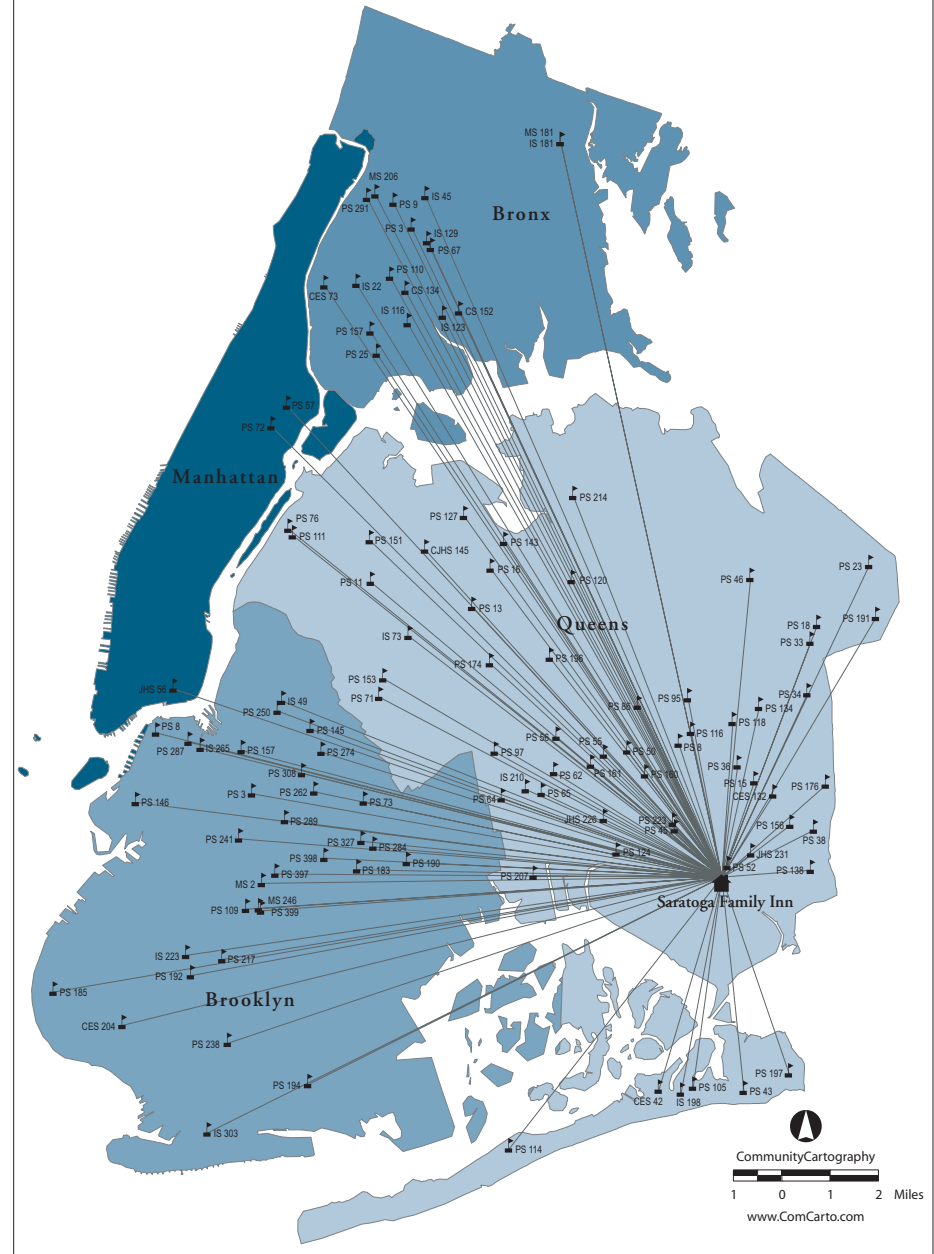 MS 181
IS 181
MS 206
IS 45
PS 291
PS 9
Bronx
PS 3
IS 129
PS 67
PS 110
IS 22
CS 134
CES 73
IS 116
CS 152
IS 123
PS 157
PS 25
PS 57
PS 72
Manhattan
PS 214
PS 76
PS 127
PS 111
PS 151
PS 143
CJHS 145
PS 16
PS 23
PS 11
PS 120
PS 46
PS 13
PS 191
Queens
PS 18
IS 73
PS 33
PS 174
PS 196
PS 153
JHS 56
PS 71
PS 95
PS 34
IS 49
PS 86
PS 134
PS 250
PS 118
PS 8
PS 145
PS 116
PS 287
IS 265
PS 157
PS 274
PS 97
PS 55
PS 50
PS 8
PS 308
PS 62
PS 161
PS 160
PS 36
PS 3
PS 262
IS 210
PS 15
PS 176
PS 146
PS 73
PS 64
PS 65
CES 132
PS 289
JHS 226
PS 223
PS 156
PS 241
PS 327
PS 284
PS 38
PS 398
PS 190
PS 124
JHS 231
PS 397
PS 183
PS 207
PS 52
PS 138
MS 2
MS 246
PS 109
PS 399
Saratoga Family Inn
IS 223
PS 217
PS 192
PS 185
Brooklyn
CES 204
PS 238
PS 194
PS 197
CES 42
IS 198
PS 105
PS 43
IS 303
PS 114
CommunityCartography
1 0 1 2 Miles
www.ComCarto.com